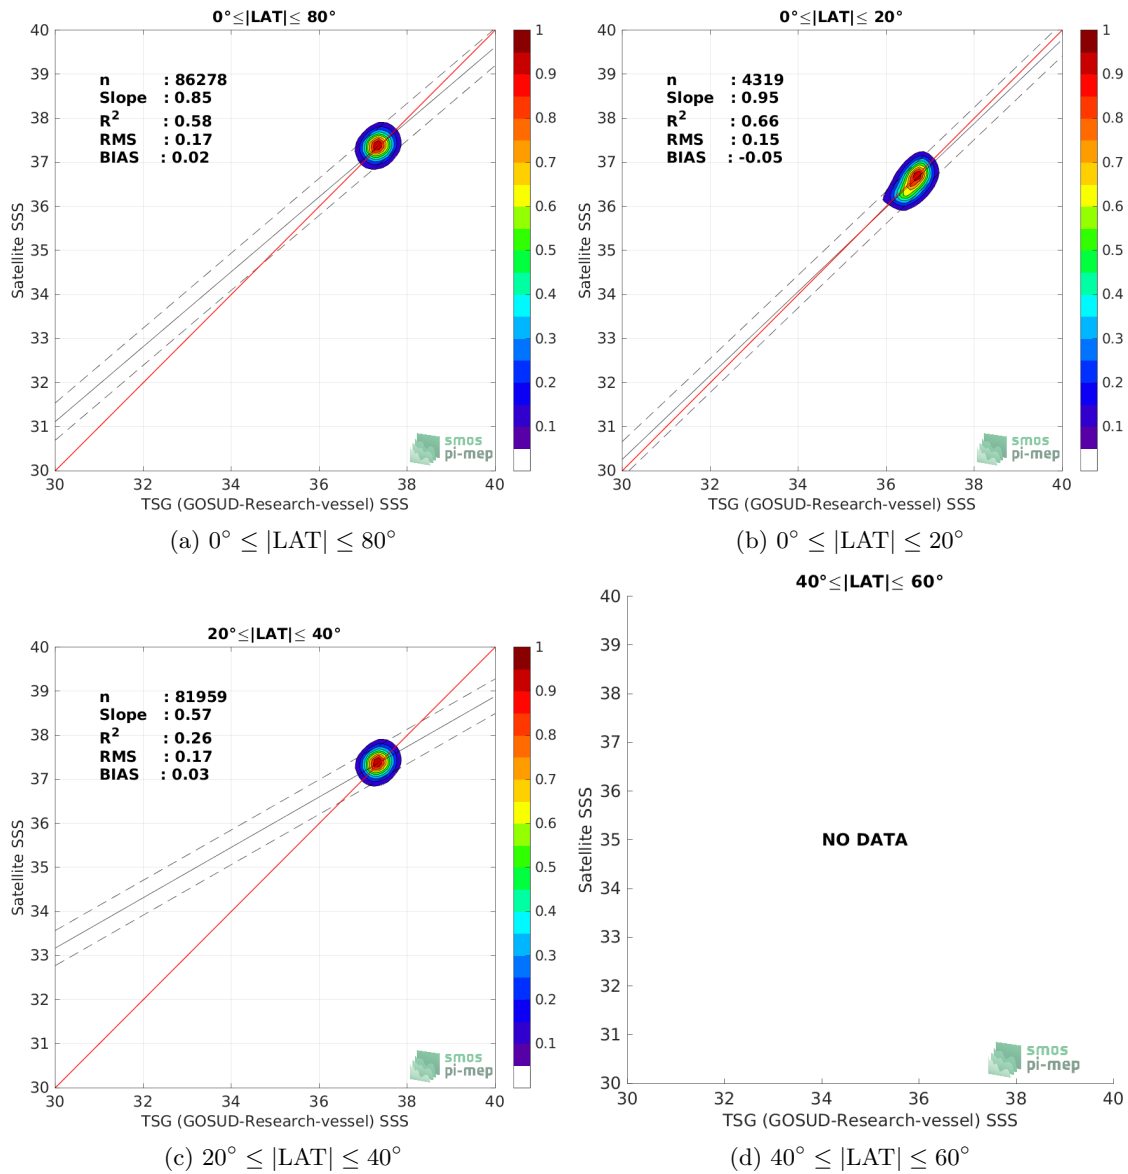 0°≤|LAT|≤ 80°
n : 86278
Slope : 0.85
R2 : 0.58
RMS : 0.17
BIAS : 0.02
40
39
38
37
36
35
34
33
32
31
30
Satellite SSS
30 32 34 36 38 40
TSG (GOSUD-Research-vessel) SSS
1
0.9
0.8
0.7
0.6
0.5
0.4
0.3
0.2
0.1
smos
pi-mep
(a) 0° ≤ |LAT| ≤ 80°
0°≤|LAT|≤ 20°
n : 4319
Slope : 0.95
R2 : 0.66
RMS : 0.15
BIAS : -0.05
40
39
38
37
36
35
34
33
32
31
30
Satellite SSS
30 32 34 36 38 40
TSG (GOSUD-Research-vessel) SSS
1
0.9
0.8
0.7
0.6
0.5
0.4
0.3
0.2
0.1
smos
pi-mep
(b) 0° ≤ |LAT| ≤ 20°
20°≤|LAT|≤ 40°
n : 81959
Slope : 0.57
R2 : 0.26
RMS : 0.17
BIAS : 0.03
40
39
38
37
36
35
34
33
32
31
30
Satellite SSS
30 32 34 36 38 40
TSG (GOSUD-Research-vessel) SSS
1
0.9
0.8
0.7
0.6
0.5
0.4
0.3
0.2
0.1
smos
pi-mep
(c) 20° ≤ |LAT| ≤ 40°
40°≤|LAT|≤ 60°
40
39
38
37
36
35
34
33
32
31
30
Satellite SSS
NO DATA
30 32 34 36 38 40
TSG (GOSUD-Research-vessel) SSS
smos
pi-mep
(d) 40° ≤ |LAT| ≤ 60°